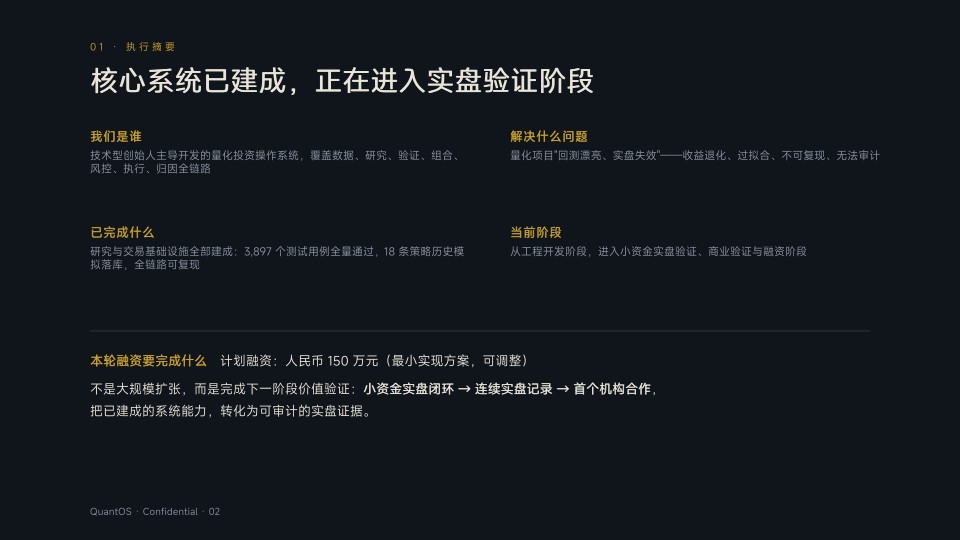 01 · 执行摘要
核心系统已建成，正在进入实盘验证阶段
我们是谁
技术型创始人主导开发的量化投资操作系统，覆盖数据、研究、验证、组合、
风控、执行、归因全链路
解决什么问题
量化项目"回测漂亮、实盘失效"——收益退化、过拟合、不可复现、无法审计
已完成什么
研究与交易基础设施全部建成：3,897 个测试用例全量通过，18 条策略历史模
拟落库，全链路可复现
当前阶段
从工程开发阶段，进入小资金实盘验证、商业验证与融资阶段
本轮融资要完成什么 计划融资：人民币 150 万元（最小实现方案，可调整）
不是大规模扩张，而是完成下一阶段价值验证：小资金实盘闭环 → 连续实盘记录 → 首个机构合作，
把已建成的系统能力，转化为可审计的实盘证据。
QuantOS · Confidential · 02